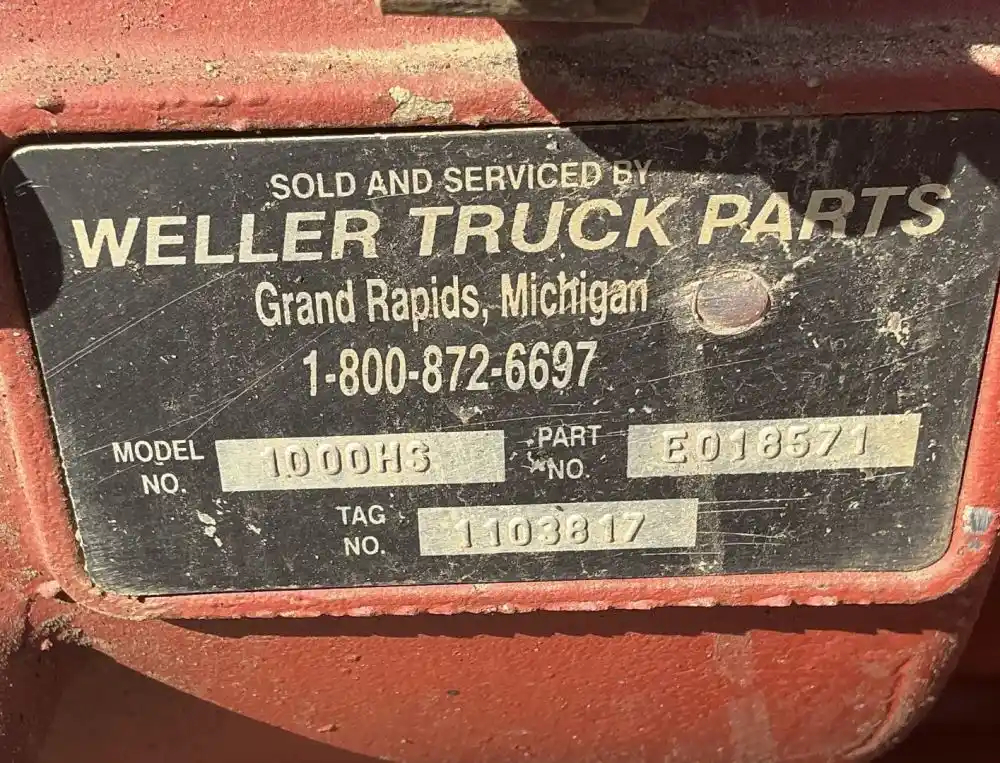 SOLD AND SERVICED BY
WELLER TRUCK PARTS
Grand Rapids, Michigan
1-800-872-6697
MODEL NO. 1000HS PART NO. E018571
TAG NO. 1103817